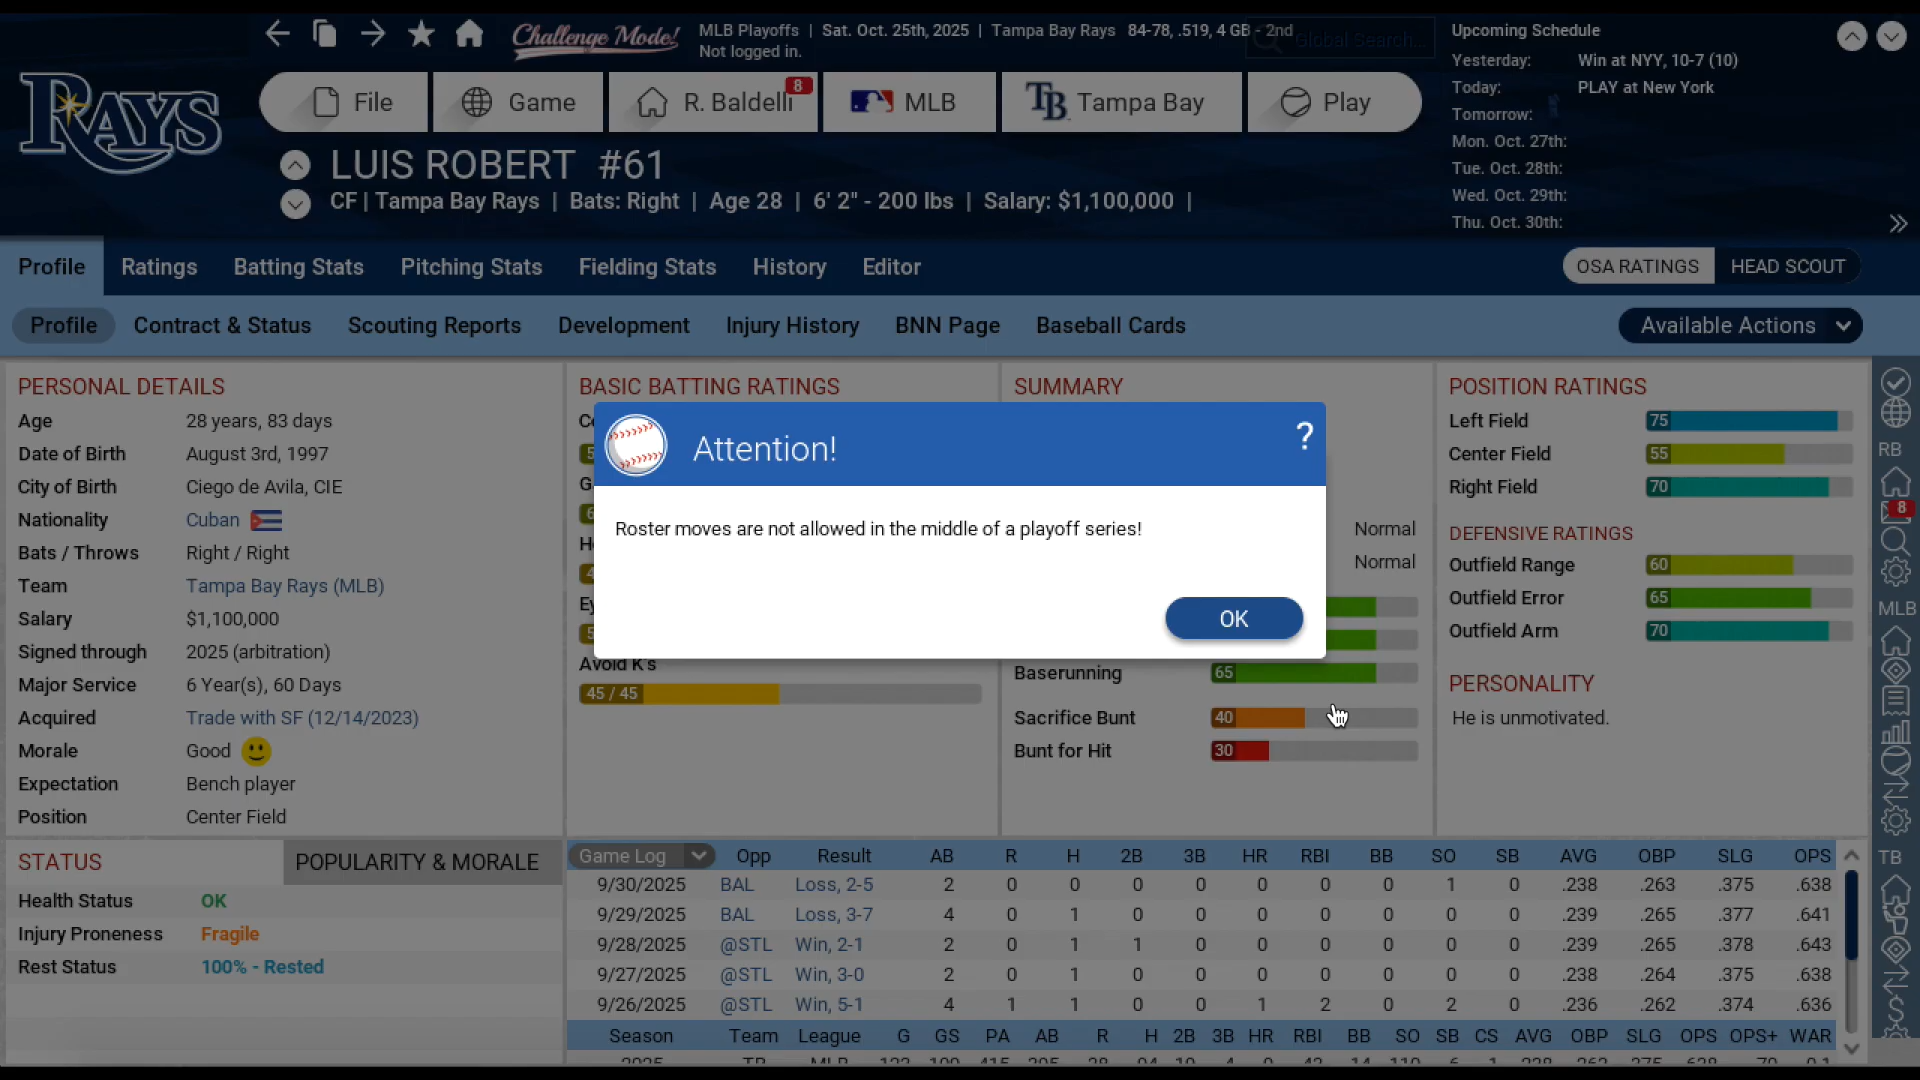 Challenge Mode!
MLB Playoffs | Sat. Oct. 25th, 2025 | Tampa Bay Rays 84-78, .519, 4 GB - 2nd
Not logged in.
Global Search...
Upcoming Schedule
Yesterday: Win at NYY, 10-7 (10)
Today: PLAY at New York
Tomorrow:
Mon. Oct. 27th:
Tue. Oct. 28th:
Wed. Oct. 29th:
Thu. Oct. 30th:
RAYS
File
Game
R. Baldelli
8
MLB
TB Tampa Bay
Play
LUIS ROBERT #61
CF | Tampa Bay Rays | Bats: Right | Age 28 | 6' 2" - 200 lbs | Salary: $1,100,000 |
Profile Ratings Batting Stats Pitching Stats Fielding Stats History Editor
OSA RATINGS HEAD SCOUT
Profile Contract & Status Scouting Reports Development Injury History BNN Page Baseball Cards
Available Actions
PERSONAL DETAILS
Age 28 years, 83 days
Date of Birth August 3rd, 1997
City of Birth Ciego de Avila, CIE
Nationality Cuban
Bats / Throws Right / Right
Team Tampa Bay Rays (MLB)
Salary $1,100,000
Signed through 2025 (arbitration)
Major Service 6 Year(s), 60 Days
Acquired Trade with SF (12/14/2023)
Morale Good
Expectation Bench player
Position Center Field
BASIC BATTING RATINGS
Avoid K's
45 / 45
SUMMARY
Normal
Normal
Baserunning 65
Sacrifice Bunt 40
Bunt for Hit 30
Attention!
?
Roster moves are not allowed in the middle of a playoff series!
OK
POSITION RATINGS
Left Field 75
Center Field 55
Right Field 70
DEFENSIVE RATINGS
Outfield Range 60
Outfield Error 65
Outfield Arm 70
PERSONALITY
He is unmotivated.
RB
8
MLB
TB
STATUS
POPULARITY & MORALE
Health Status OK
Injury Proneness Fragile
Rest Status 100% - Rested
Game Log Opp Result AB R H 2B 3B HR RBI BB SO SB AVG OBP SLG OPS
9/30/2025 BAL Loss, 2-5 2 0 0 0 0 0 0 0 1 0 .238 .263 .375 .638
9/29/2025 BAL Loss, 3-7 4 0 1 0 0 0 0 0 0 0 .239 .265 .377 .641
9/28/2025 @STL Win, 2-1 2 0 1 1 0 0 0 0 0 0 .239 .265 .378 .643
9/27/2025 @STL Win, 3-0 2 0 1 0 0 0 0 0 0 0 .238 .264 .375 .638
9/26/2025 @STL Win, 5-1 4 1 1 0 0 1 2 0 2 0 .236 .262 .374 .636
Season Team League G GS PA AB R H 2B 3B HR RBI BB SO SB CS AVG OBP SLG OPS OPS+ WAR